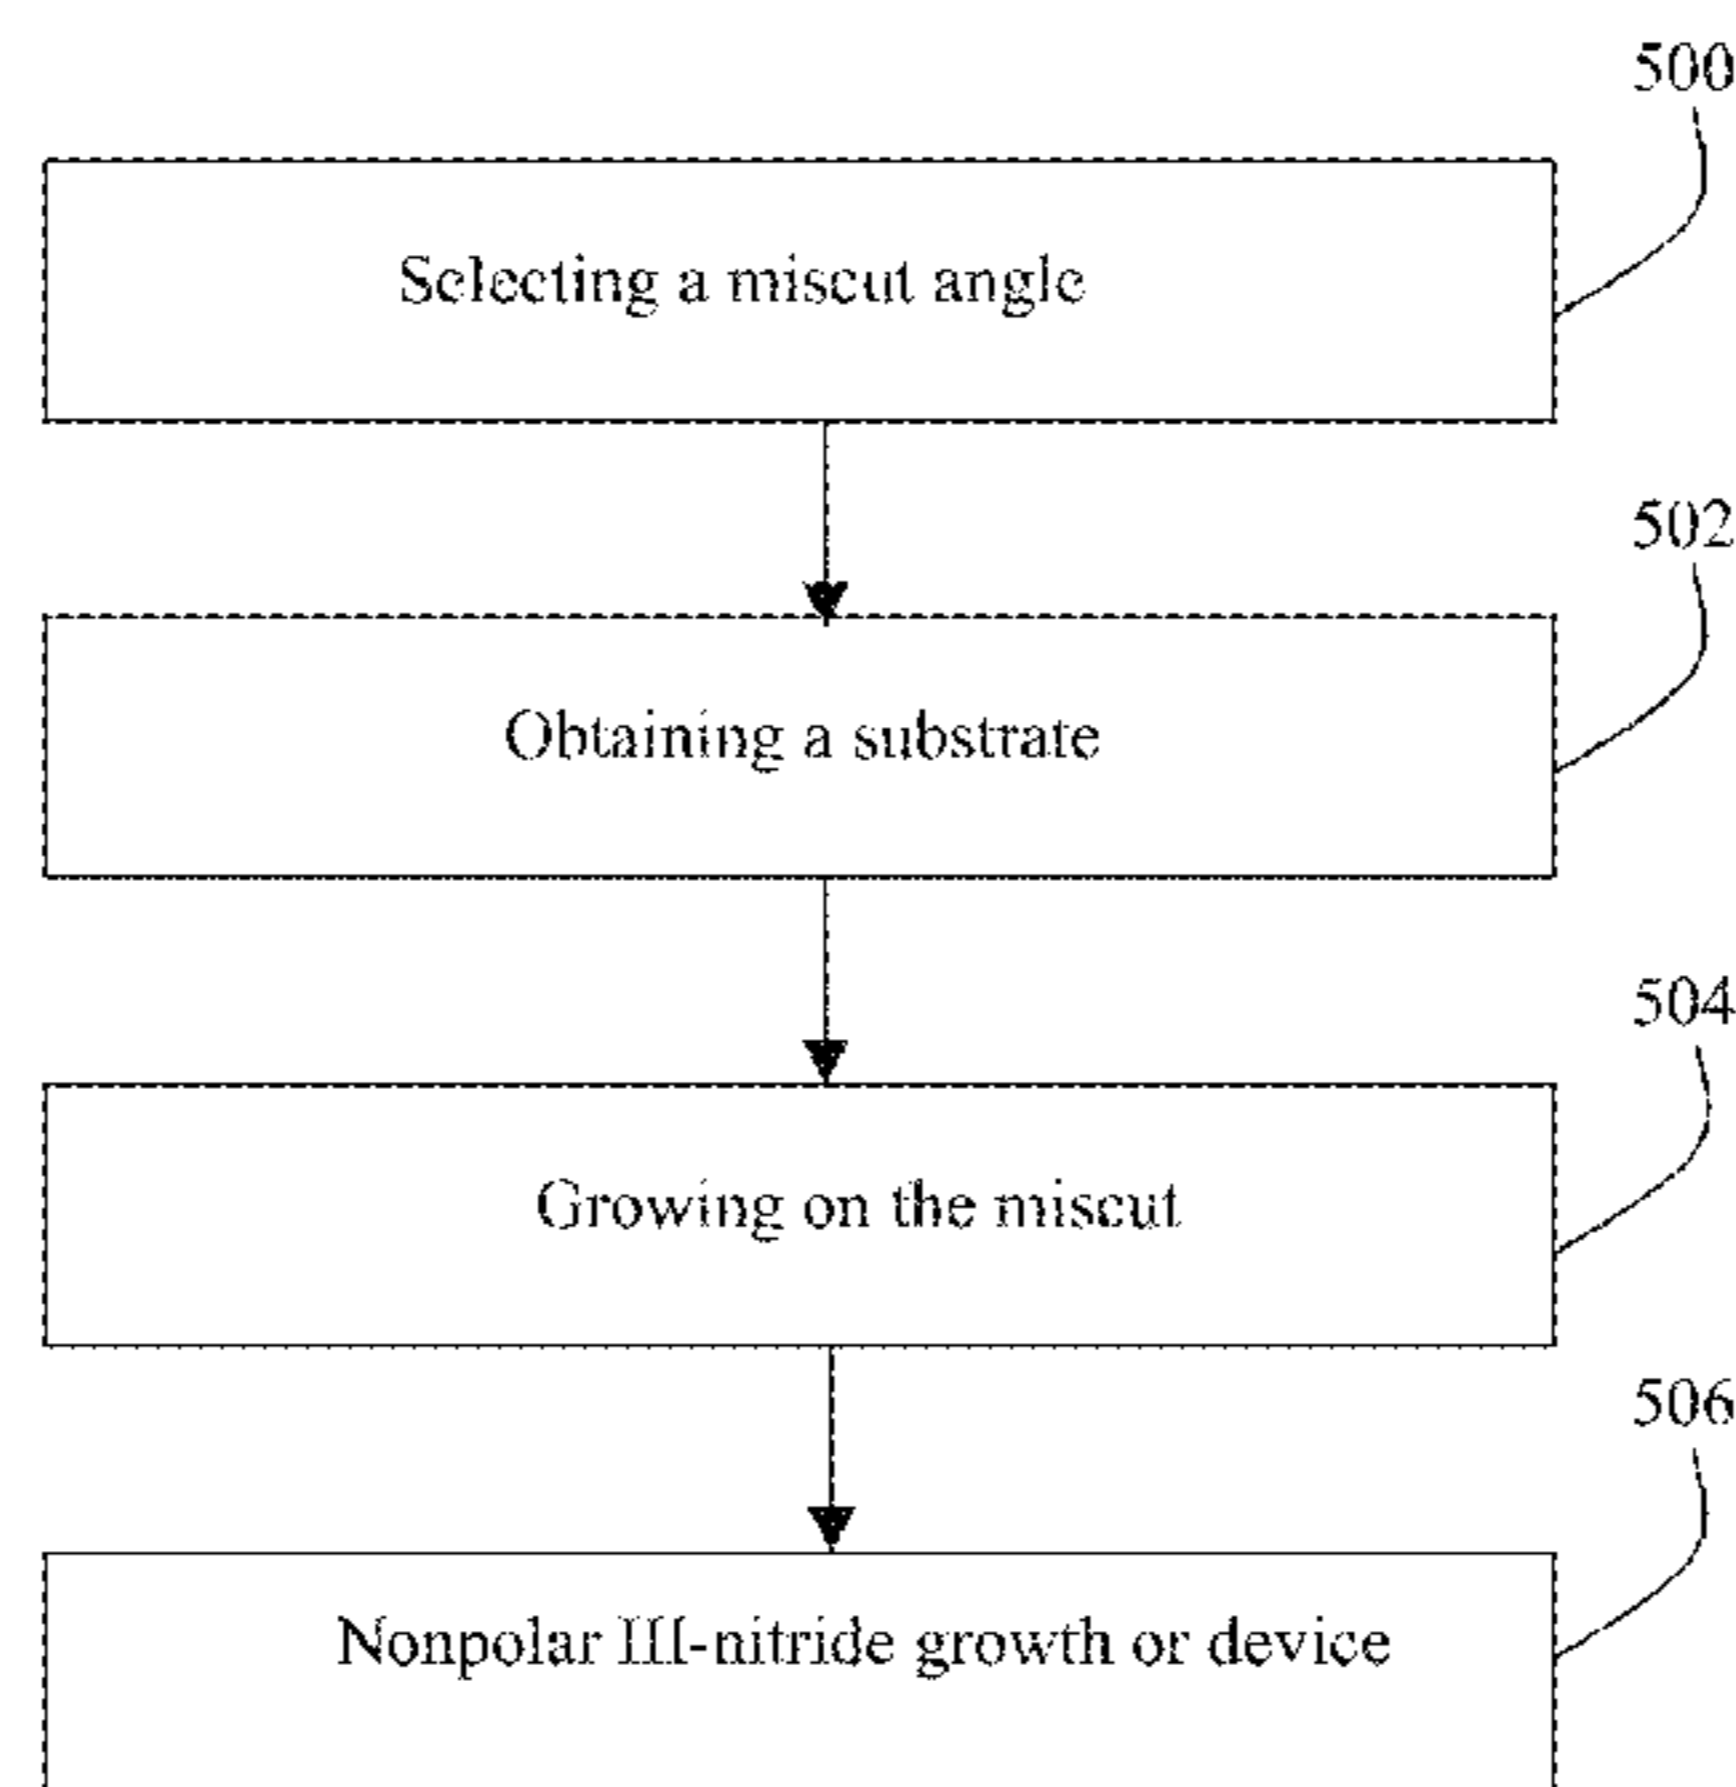 500
Selecting a miscut angle
502
Obtaining a substrate
504
Growing on the miscut
506
Nonpolar III-nitride growth or device